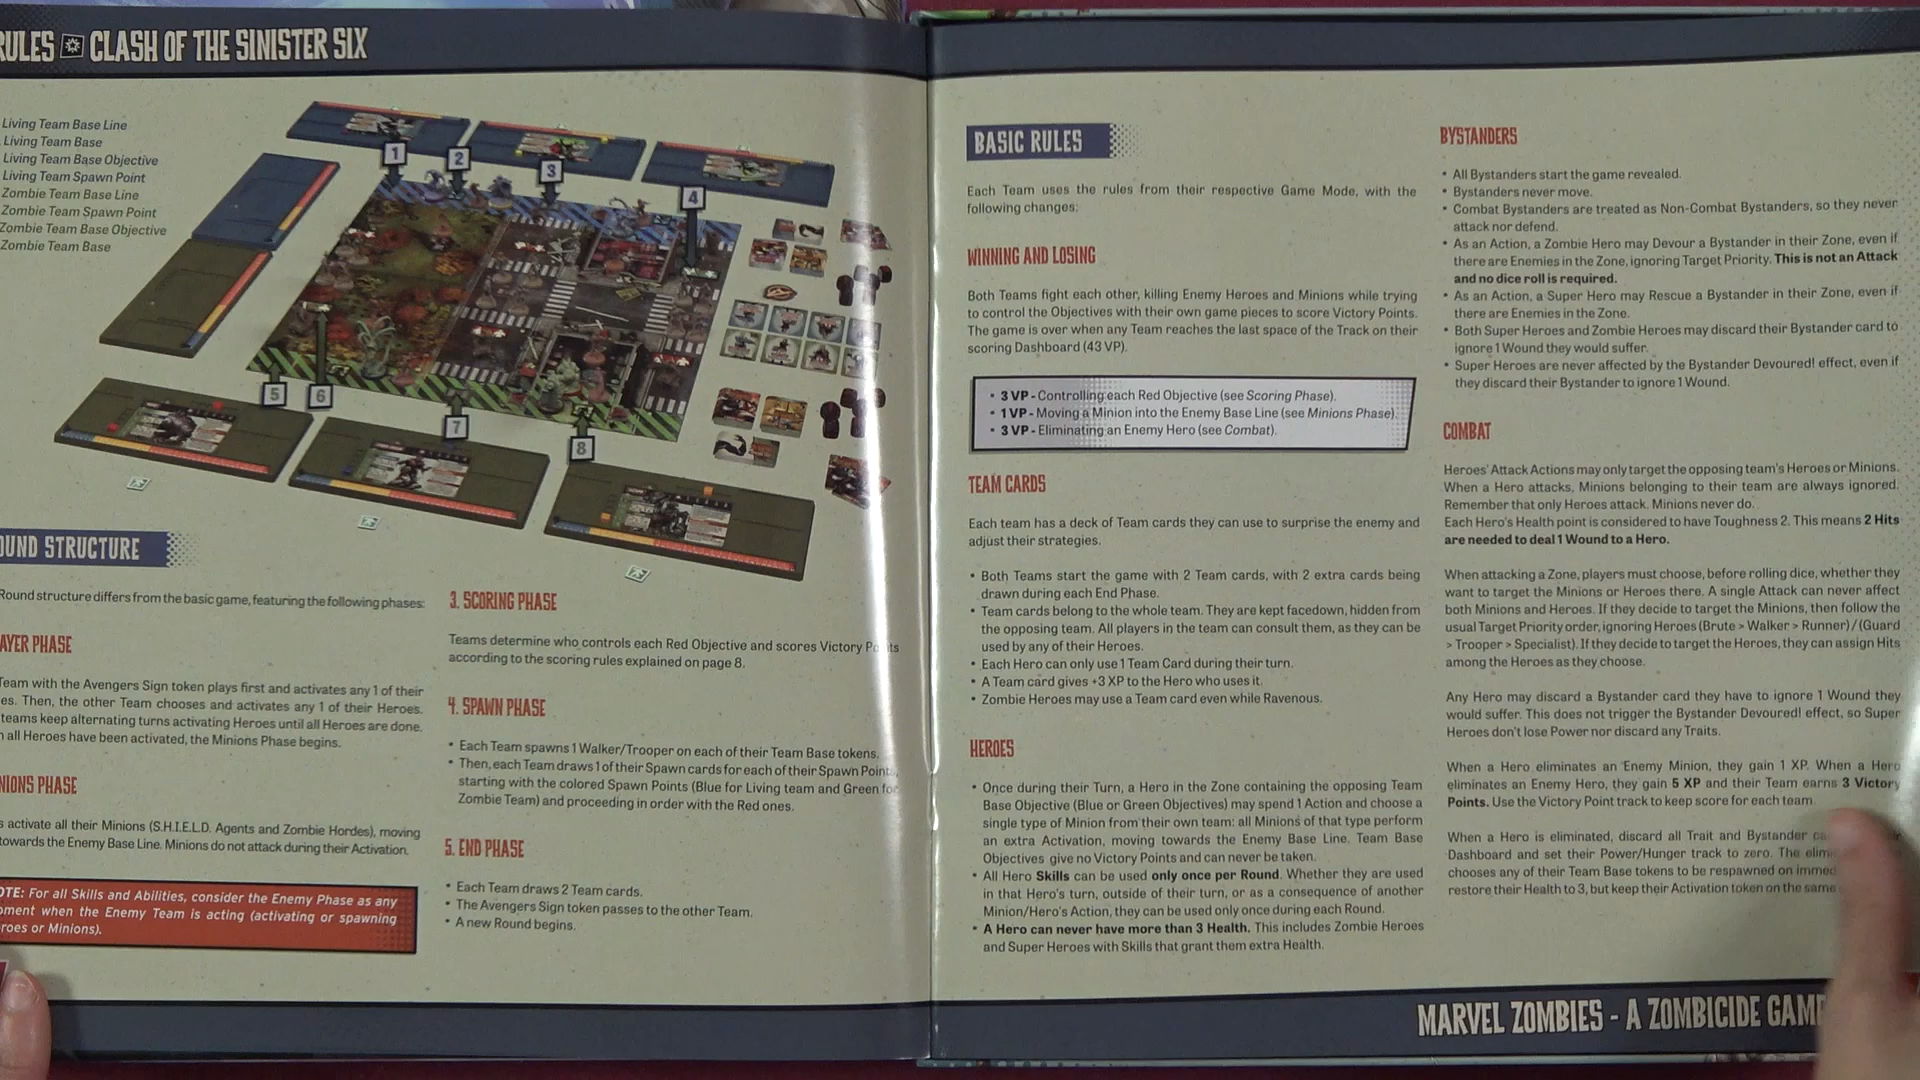 RULES CLASH OF THE SINISTER SIX
Living Team Base Line
Living Team Base
Living Team Base Objective
Living Team Spawn Point
Zombie Team Base Line
Zombie Team Spawn Point
Zombie Team Base Objective
Zombie Team Base
1
2
3
4
5
6
7
8
OUND STRUCTURE
Round structure differs from the basic game, featuring the following phases:
AYER PHASE
Team with the Avengers Sign token plays first and activates any 1 of their
es. Then, the other Team chooses and activates any 1 of their Heroes.
teams keep alternating turns activating Heroes until all Heroes are done.
n all Heroes have been activated, the Minions Phase begins.
NIONS PHASE
s activate all their Minions (S.H.I.E.L.D. Agents and Zombie Hordes), moving
towards the Enemy Base Line. Minions do not attack during their Activation.
OTE: For all Skills and Abilities, consider the Enemy Phase as any
oment when the Enemy Team is acting (activating or spawning
roes or Minions).
3. SCORING PHASE
Teams determine who controls each Red Objective and scores Victory Po ts
according to the scoring rules explained on page 8.
4. SPAWN PHASE
• Each Team spawns 1 Walker/Trooper on each of their Team Base tokens.
• Then, each Team draws 1 of their Spawn cards for each of their Spawn Point,
starting with the colored Spawn Points (Blue for Living team and Green for
Zombie Team) and proceeding in order with the Red ones.
5. END PHASE
• Each Team draws 2 Team cards.
• The Avengers Sign token passes to the other Team.
• A new Round begins.
BASIC RULES
Each Team uses the rules from their respective Game Mode, with the
following changes:
WINNING AND LOSING
Both Teams fight each other, killing Enemy Heroes and Minions while trying
to control the Objectives with their own game pieces to score Victory Points.
The game is over when any Team reaches the last space of the Track on their
scoring Dashboard (43 VP).
• 3 VP - Controlling each Red Objective (see Scoring Phase).
• 1 VP - Moving a Minion into the Enemy Base Line (see Minions Phase).
• 3 VP - Eliminating an Enemy Hero (see Combat).
TEAM CARDS
Each team has a deck of Team cards they can use to surprise the enemy and
adjust their strategies.
• Both Teams start the game with 2 Team cards, with 2 extra cards being
drawn during each End Phase.
• Team cards belong to the whole team. They are kept facedown, hidden from
the opposing team. All players in the team can consult them, as they can be
used by any of their Heroes.
• Each Hero can only use 1 Team Card during their turn.
• A Team card gives +3 XP to the Hero who uses it.
• Zombie Heroes may use a Team card even while Ravenous.
HEROES
• Once during their Turn, a Hero in the Zone containing the opposing Team
Base Objective (Blue or Green Objectives) may spend 1 Action and choose a
single type of Minion from their own team: all Minions of that type perform
an extra Activation, moving towards the Enemy Base Line. Team Base
Objectives give no Victory Points and can never be taken.
• All Hero Skills can be used only once per Round. Whether they are used
in that Hero's turn, outside of their turn, or as a consequence of another
Minion/Hero's Action, they can be used only once during each Round.
• A Hero can never have more than 3 Health. This includes Zombie Heroes
and Super Heroes with Skills that grant them extra Health.
BYSTANDERS
• All Bystanders start the game revealed.
• Bystanders never move.
• Combat Bystanders are treated as Non-Combat Bystanders, so they never
attack nor defend.
• As an Action, a Zombie Hero may Devour a Bystander in their Zone, even if
there are Enemies in the Zone, ignoring Target Priority. This is not an Attack
and no dice roll is required.
• As an Action, a Super Hero may Rescue a Bystander in their Zone, even if
there are Enemies in the Zone.
• Both Super Heroes and Zombie Heroes may discard their Bystander card to
ignore 1 Wound they would suffer.
• Super Heroes are never affected by the Bystander Devoured! effect, even if
they discard their Bystander to ignore 1 Wound.
COMBAT
Heroes' Attack Actions may only target the opposing team's Heroes or Minions.
When a Hero attacks, Minions belonging to their team are always ignored.
Remember that only Heroes attack. Minions never do.
Each Hero's Health point is considered to have Toughness 2. This means 2 Hits
are needed to deal 1 Wound to a Hero.
When attacking a Zone, players must choose, before rolling dice, whether they
want to target the Minions or Heroes there. A single Attack can never affect
both Minions and Heroes. If they decide to target the Minions, then follow the
usual Target Priority order, ignoring Heroes (Brute > Walker > Runner) / (Guard
> Trooper > Specialist). If they decide to target the Heroes, they can assign Hits
among the Heroes as they choose.
Any Hero may discard a Bystander card they have to ignore 1 Wound they
would suffer. This does not trigger the Bystander Devoured! effect, so Super
Heroes don't lose Power nor discard any Traits.
When a Hero eliminates an Enemy Minion, they gain 1 XP. When a Hero
eliminates an Enemy Hero, they gain 5 XP and their Team earns 3 Victory
Points. Use the Victory Point track to keep score for each team.
When a Hero is eliminated, discard all Trait and Bystander
Dashboard and set their Power/Hunger track to zero. The
chooses any of their Team Base tokens to be respawned on
restore their Health to 3, but keep their Activation token on the same
MARVEL ZOMBIES - A ZOMBICIDE GAME